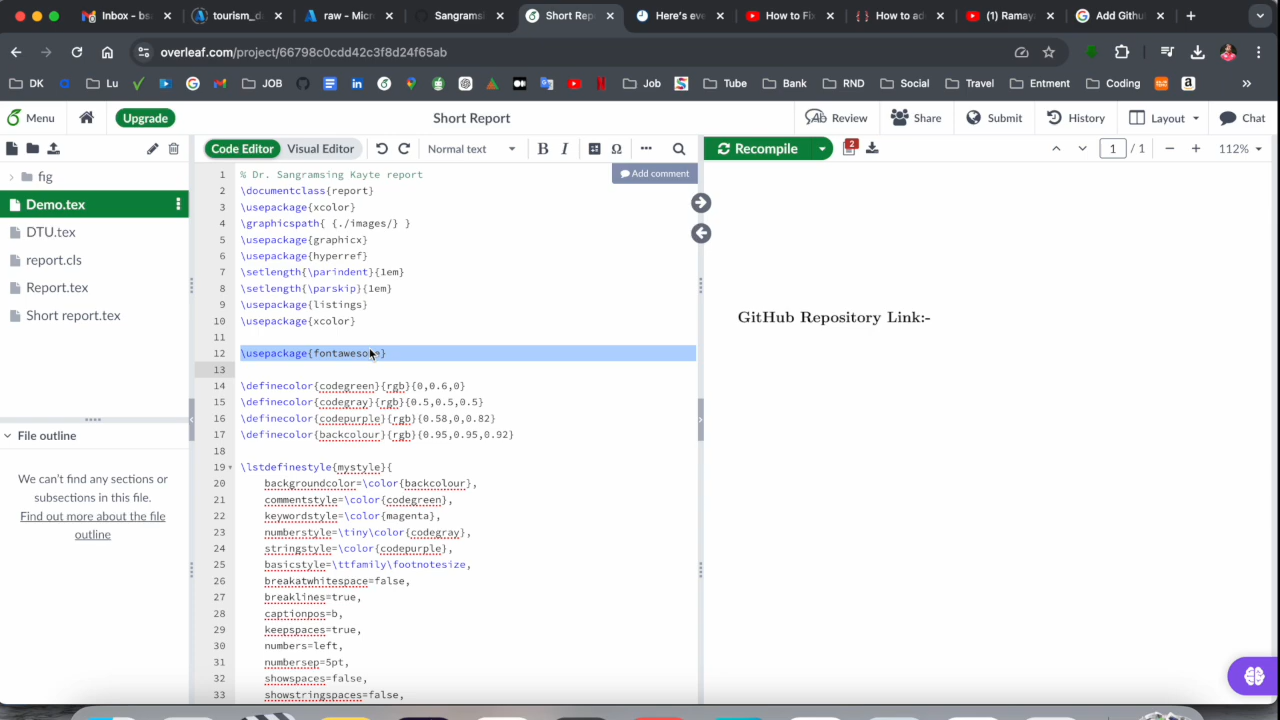 Inbox - bs
tourism_d
raw - Micr
Sangrams
Short Rep
Here's eve
How to Fix
How to ad
(1) Ramay
Add Githu
overleaf.com/project/66798c0cdd42c3f8d24f65ab
DK
Lu
JOB
Job
Tube
Bank
RND
Social
Travel
Entment
Coding
»
Menu
Upgrade
Short Report
Review
Share
Submit
History
Layout
Chat
Code Editor
Visual Editor
Normal text
B
I
Ω
Recompile
2
1 / 1
112%
fig
Demo.tex
DTU.tex
report.cls
Report.tex
Short report.tex
File outline
We can't find any sections or
subsections in this file.
Find out more about the file
outline
Add comment
1 % Dr. Sangramsing Kayte report
2 \documentclass{report}
3 \usepackage{xcolor}
4 \graphicspath{ {./images/} }
5 \usepackage{graphicx}
6 \usepackage{hyperref}
7 \setlength{\parindent}{1em}
8 \setlength{\parskip}{1em}
9 \usepackage{listings}
10 \usepackage{xcolor}
11
12 \usepackage{fontawesome}
13
14 \definecolor{codegreen}{rgb}{0,0.6,0}
15 \definecolor{codegray}{rgb}{0.5,0.5,0.5}
16 \definecolor{codepurple}{rgb}{0.58,0,0.82}
17 \definecolor{backcolour}{rgb}{0.95,0.95,0.92}
18
19 \lstdefinestyle{mystyle}{
20 backgroundcolor=\color{backcolour},
21 commentstyle=\color{codegreen},
22 keywordstyle=\color{magenta},
23 numberstyle=\tiny\color{codegray},
24 stringstyle=\color{codepurple},
25 basicstyle=\ttfamily\footnotesize,
26 breakatwhitespace=false,
27 breaklines=true,
28 captionpos=b,
29 keepspaces=true,
30 numbers=left,
31 numbersep=5pt,
32 showspaces=false,
33 showstringspaces=false,
GitHub Repository Link:-